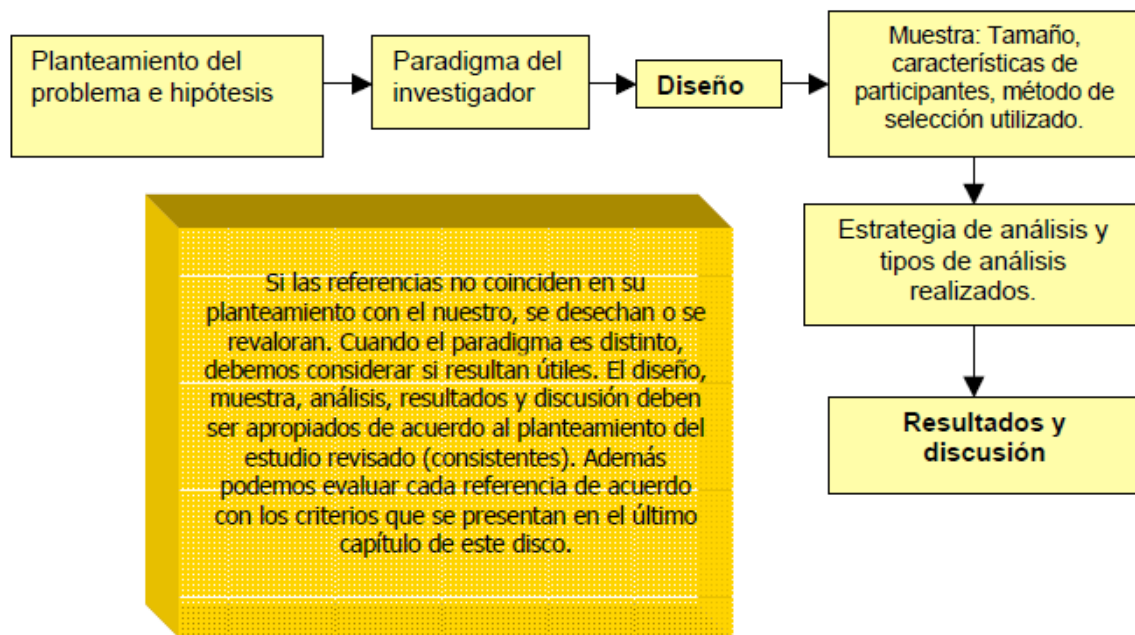 Planteamiento del
problema e hipótesis
Paradigma del
investigador
Diseño
Muestra: Tamaño,
características de
participantes, método de
selección utilizado.
Estrategia de análisis y
tipos de análisis
realizados.
Resultados y
discusión
Si las referencias no coinciden en su
planteamiento con el nuestro, se desechan o se
revaloran. Cuando el paradigma es distinto,
debemos considerar si resultan útiles. El diseño,
muestra, análisis, resultados y discusión deben
ser apropiados de acuerdo al planteamiento del
estudio revisado (consistentes). Además
podemos evaluar cada referencia de acuerdo
con los criterios que se presentan en el último
capítulo de este disco.